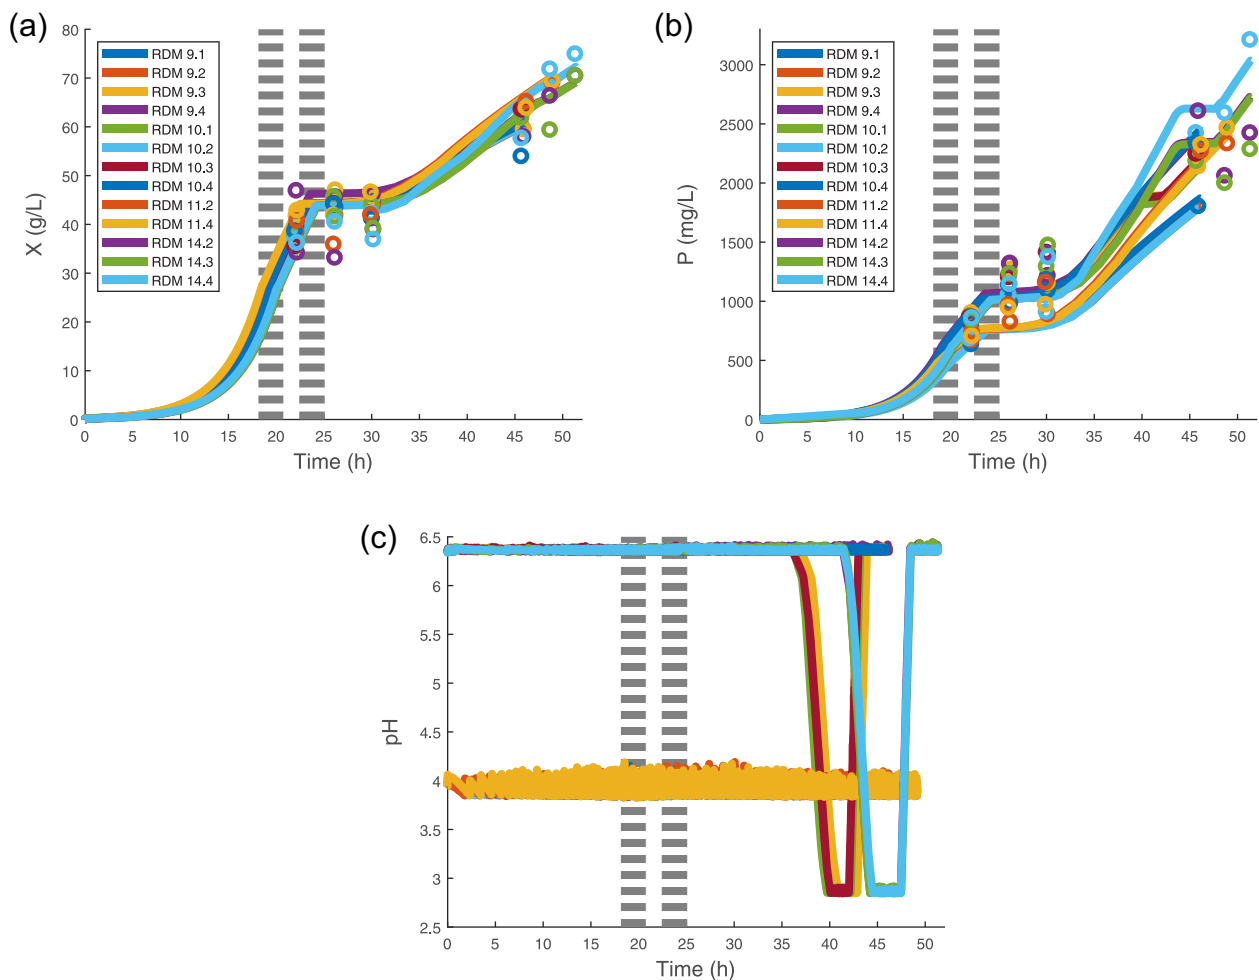 (a)
80
70
60
50
40
30
20
10
0
X (g/L)
RDM 9.1
RDM 9.2
RDM 9.3
RDM 9.4
RDM 10.1
RDM 10.2
RDM 10.3
RDM 10.4
RDM 11.2
RDM 11.4
RDM 14.2
RDM 14.3
RDM 14.4
0 10 15 20 25 30 35 40 45 50
Time (h)
(b)
3000
2500
2000
1500
1000
500
0
P (mg/L)
RDM 9.1
RDM 9.2
RDM 9.3
RDM 9.4
RDM 10.1
RDM 10.2
RDM 10.3
RDM 10.4
RDM 11.2
RDM 11.4
RDM 14.2
RDM 14.3
RDM 14.4
0 10 15 20 25 30 35 40 45 50
Time (h)
(c)
6.5
6
5.5
5
4.5
4
3.5
3
2.5
pH
0 10 15 20 25 30 35 40 45 50
Time (h)